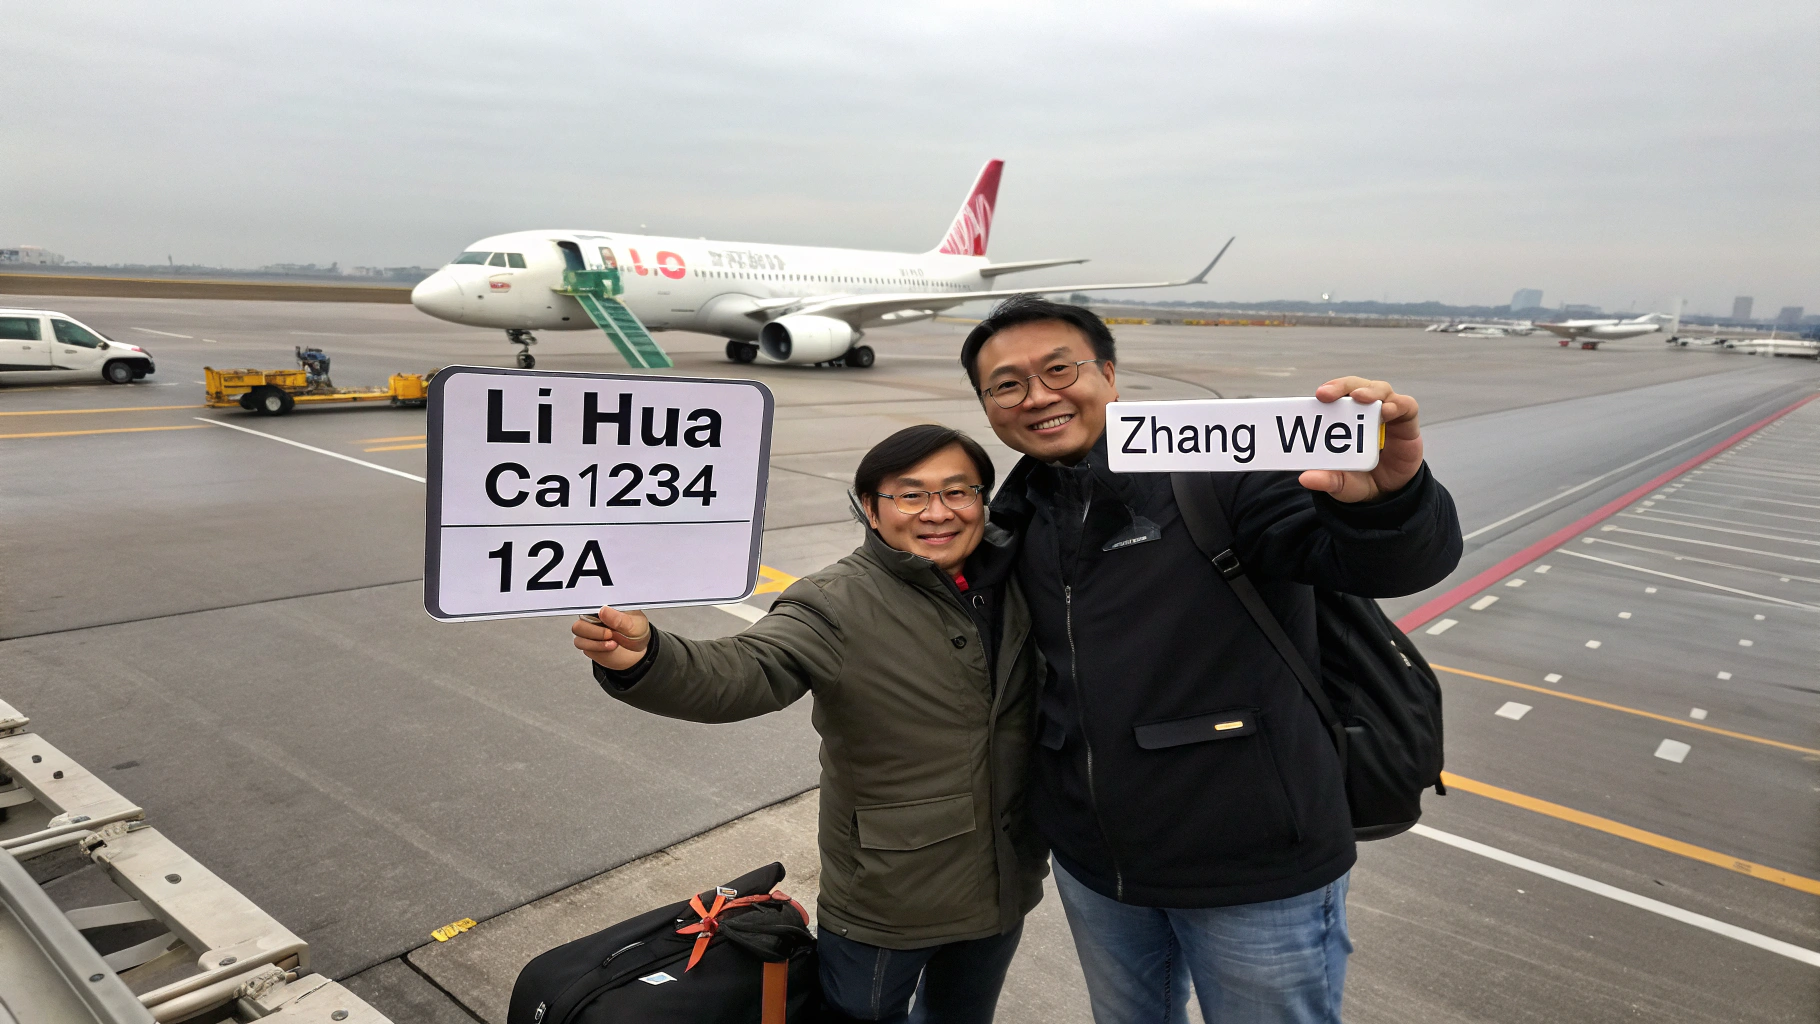 Li Hua
Ca1234
12A
Zhang Wei